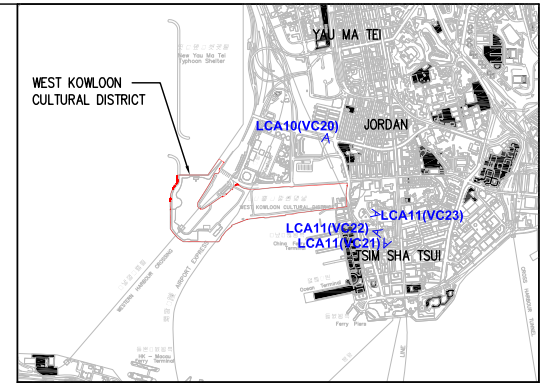 YAU MA TEI
New Yau Ma Tei
Typhoon Shelter
WEST KOWLOON
CULTURAL DISTRICT
LCA10(VC20)
JORDAN
WEST KOWLOON CULTURAL DISTRICT
LCA11(VC23)
LCA11(VC22)
LCA11(VC21)
TSIM SHA TSUI
Ocean Terminal
Ferry Piers
WESTERN HARBOUR CROSSING
AIRPORT EXPRESS
CROSS HARBOUR TUNNEL
LINE
HK - Macau
Ferry Terminal